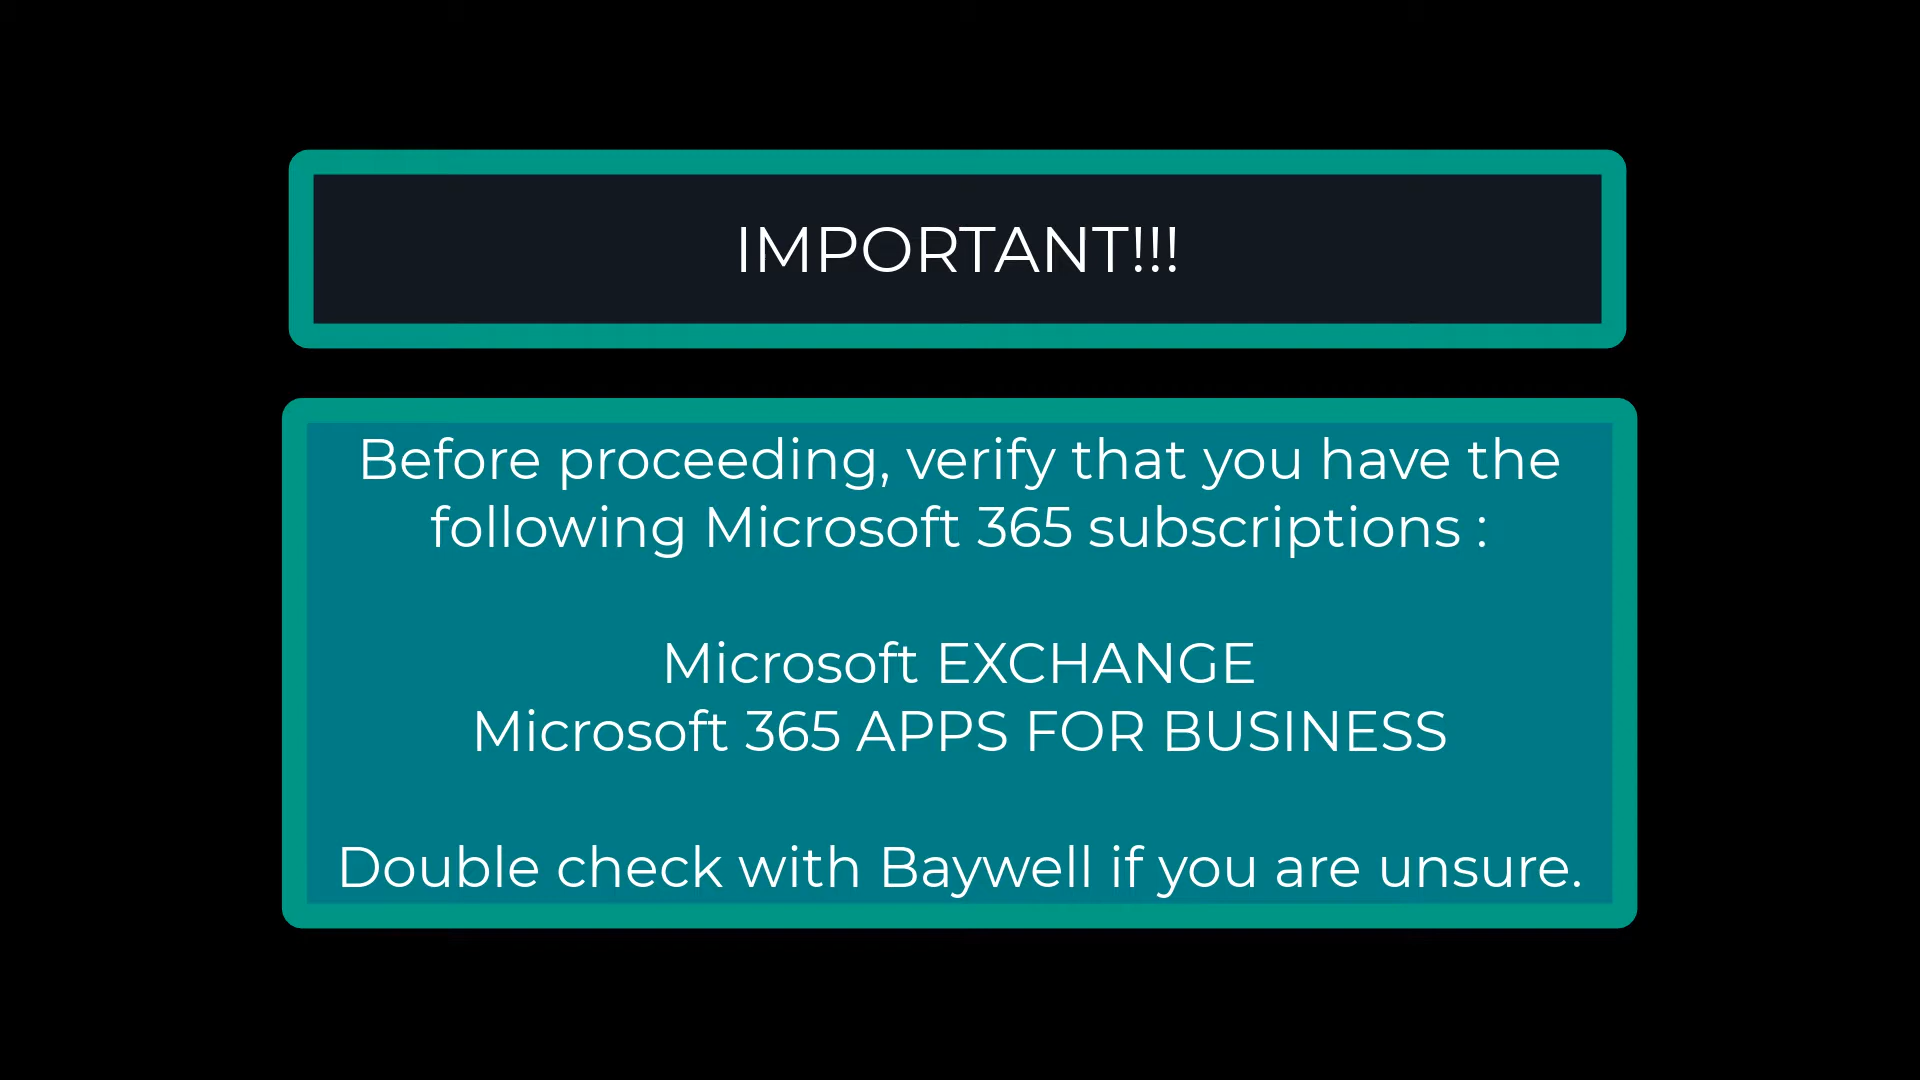 IMPORTANT!!!
Before proceeding, verify that you have the
following Microsoft 365 subscriptions :
Microsoft EXCHANGE
Microsoft 365 APPS FOR BUSINESS
Double check with Baywell if you are unsure.